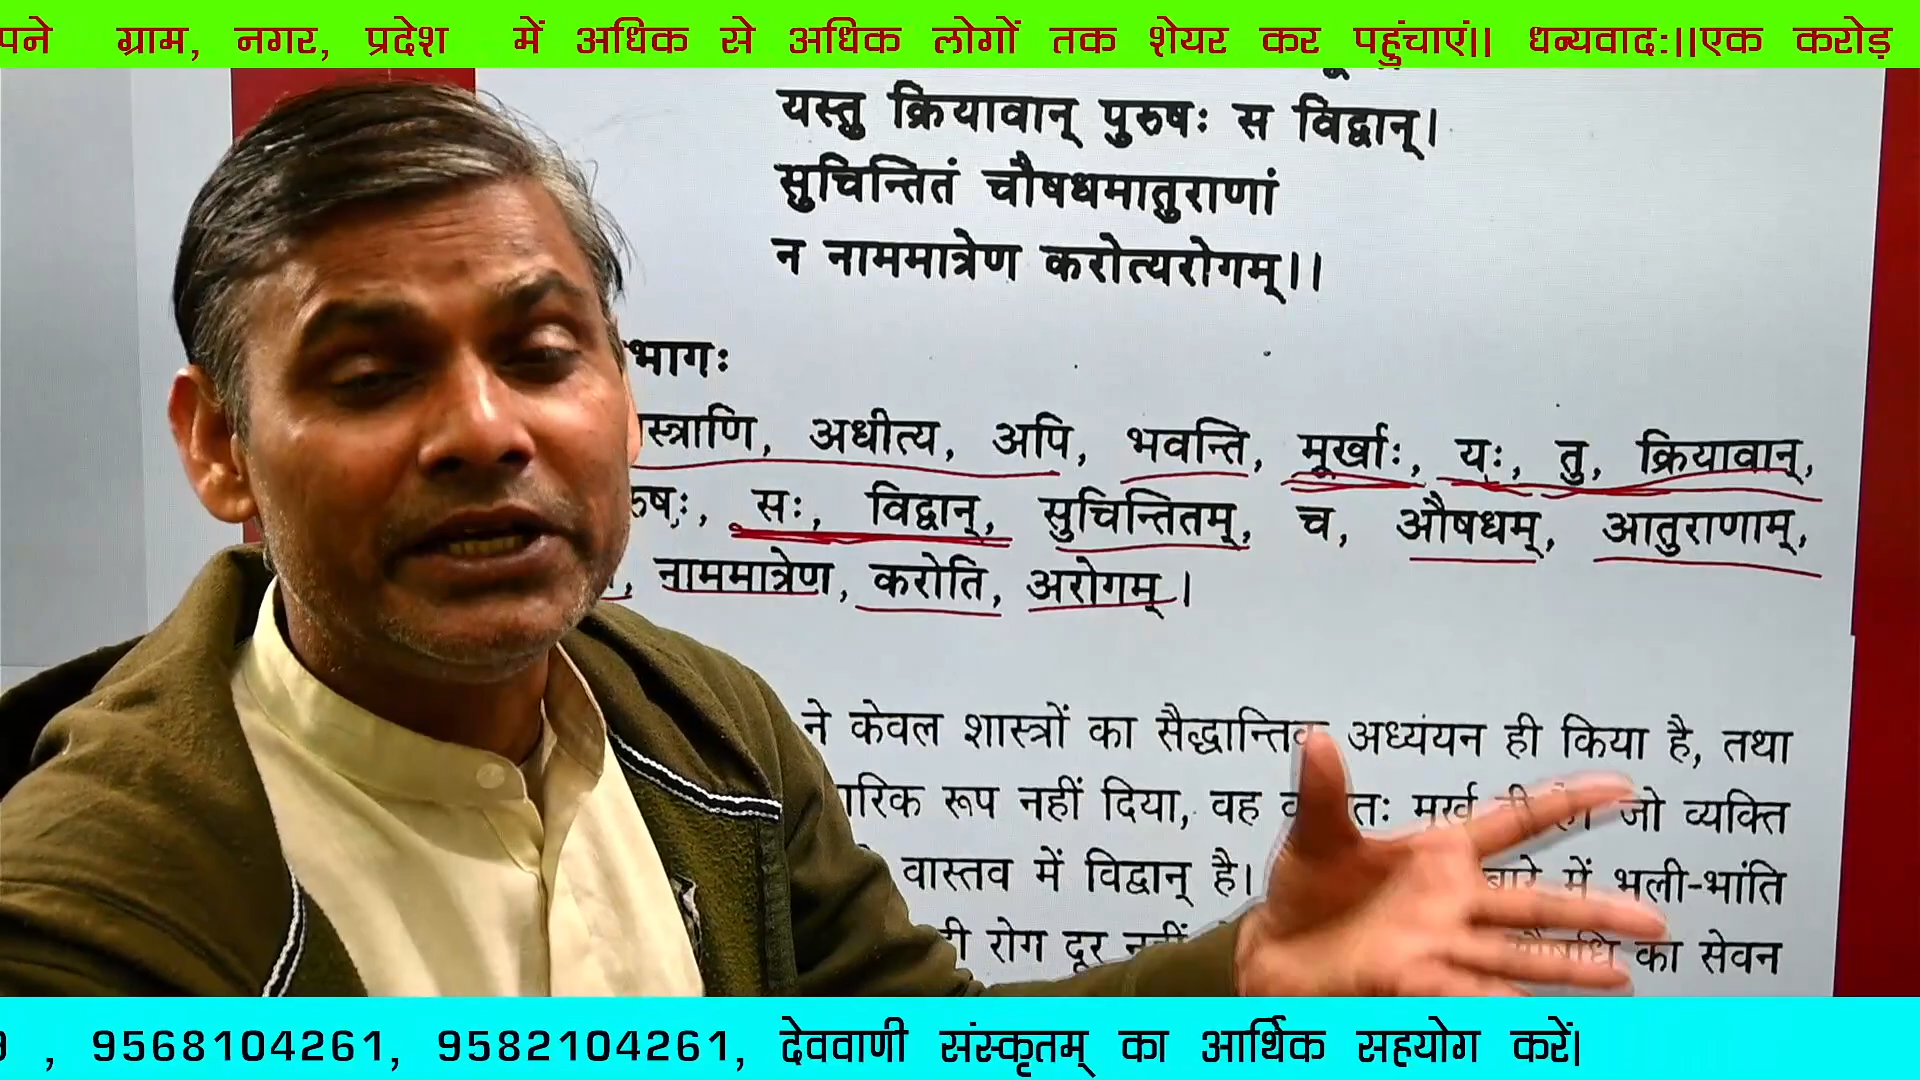 ग्राम, नगर, प्रदेश में अधिक से अधिक लोगों तक शेयर कर पहुंचाएं।। धन्यवादः।।एक करोड़
यस्तु क्रियावान् पुरुषः स विद्वान्।
सुचिन्तितं चौषधमातुराणां
न नाममात्रेण करोत्यरोगम्।।
भागः
अधीत्य, अपि, भवन्ति, मूर्खाः, यः, तु, क्रियावान्,
सः, विद्वान्, सुचिन्तितम्, च, औषधम्, आतुराणाम्,
नाममात्रेण, करोति, अरोगम्।
ने केवल शास्त्रों का अध्ययन ही किया है, तथा
रूप नहीं दिया, वह जो व्यक्ति
वास्तव में विद्वान् है। में भली-भांति
रोग दूर का सेवन
, 9568104261, 9582104261, देववाणी संस्कृतम् का आर्थिक सहयोग करें।